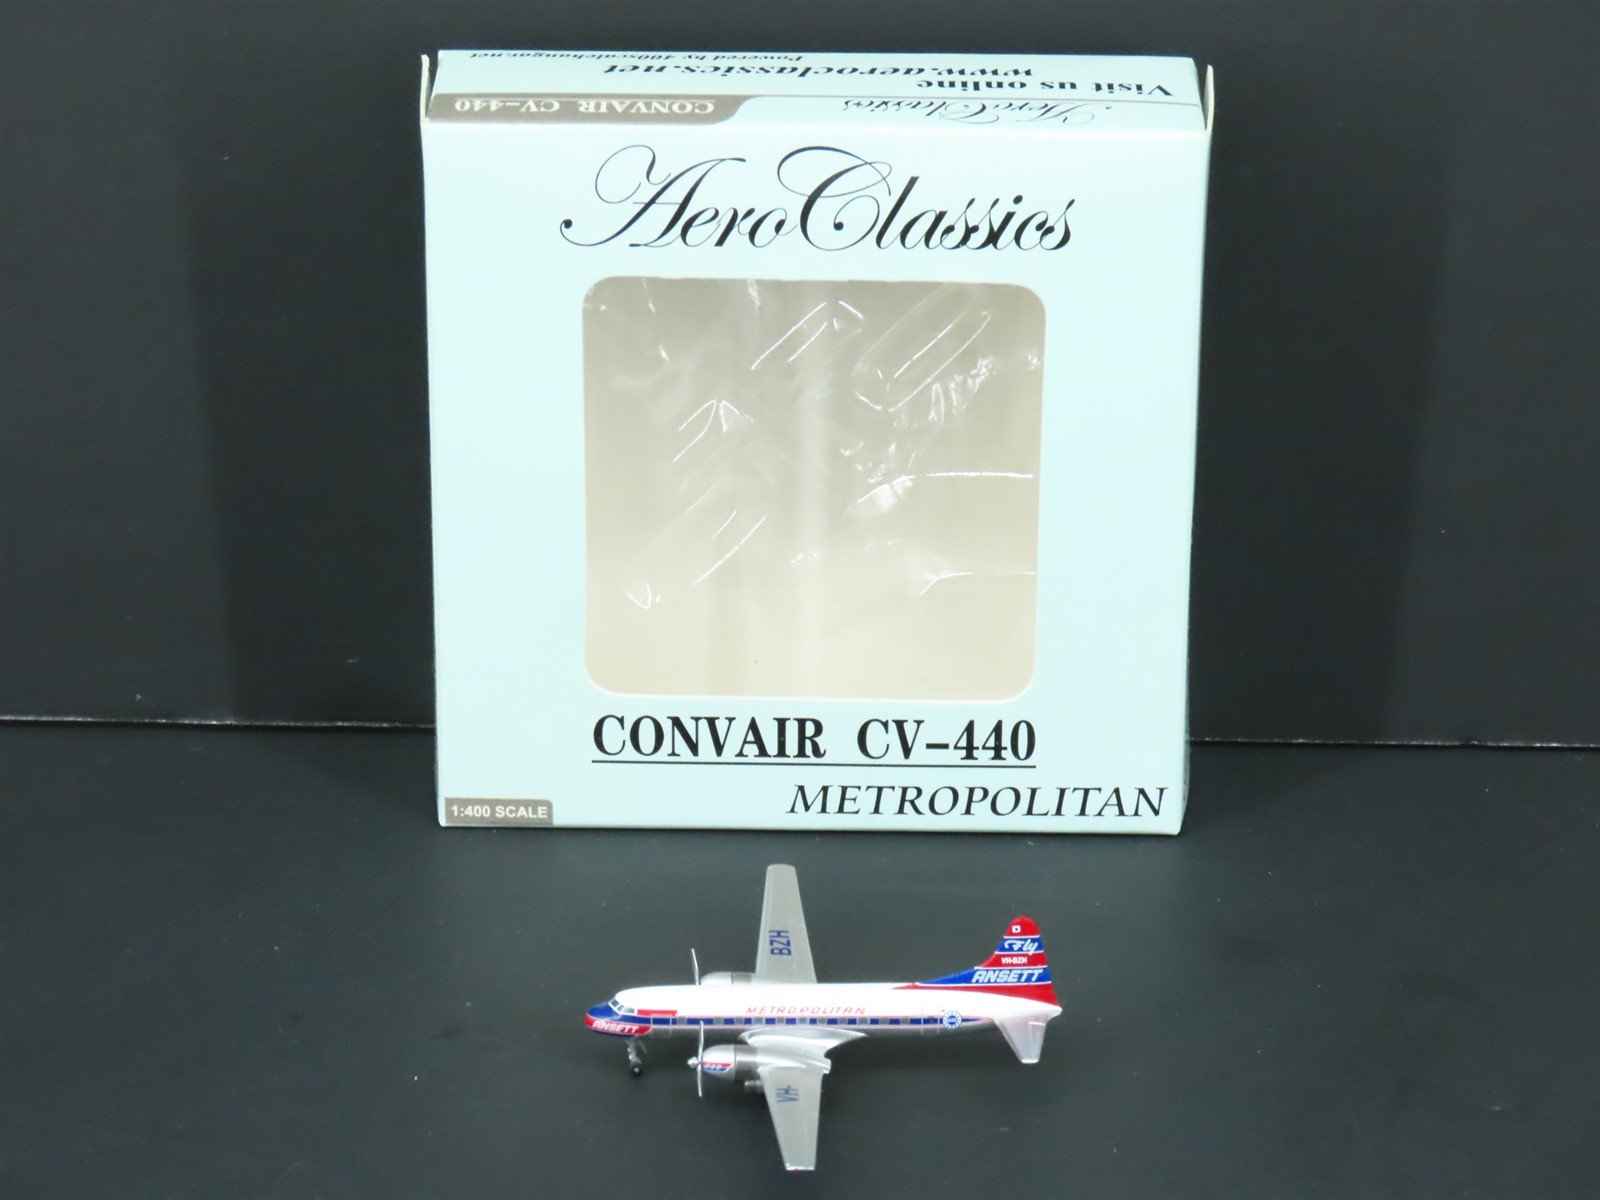 Powered by 400scalehangar.net
www.aeroclassics.net
Visit us online
AeroClassics
CONVAIR CV-440
AeroClassics
CONVAIR CV-440
METROPOLITAN
1:400 SCALE
BZH
Fly
VH-BZH
ANSETT
METROPOLITAN
ANSETT
440
VH-